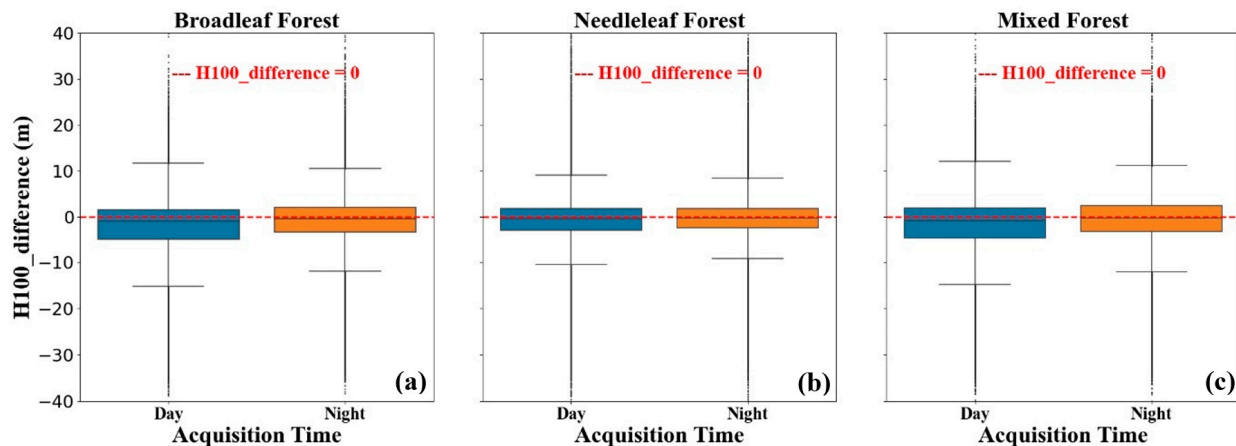 Broadleaf Forest
Needleleaf Forest
Mixed Forest
H100_difference (m)
40
30
20
10
0
−10
−20
−30
−40
--- H100_difference = 0
--- H100_difference = 0
--- H100_difference = 0
(a)
(b)
(c)
Day
Night
Day
Night
Day
Night
Acquisition Time
Acquisition Time
Acquisition Time